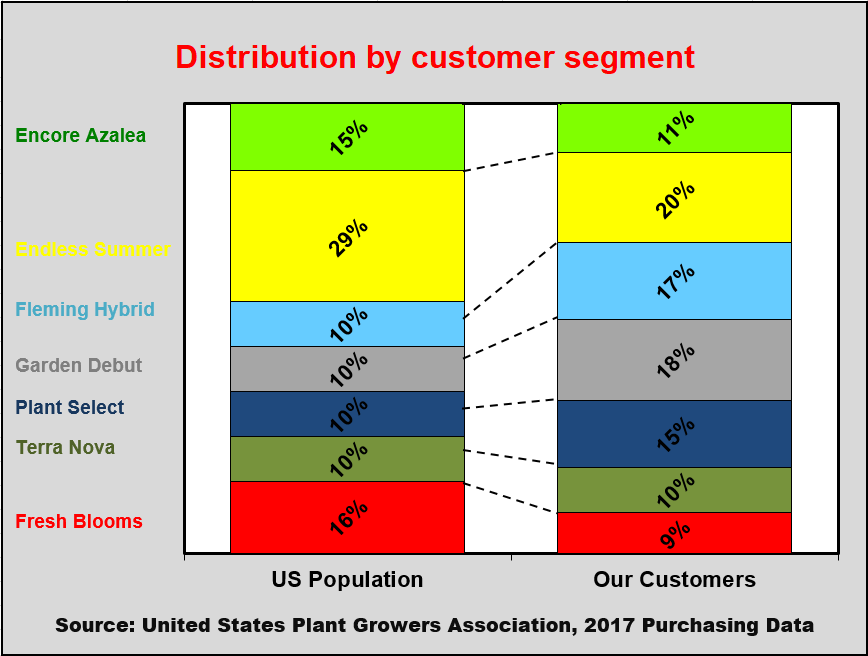 Distribution by customer segment
Encore Azalea
Endless Summer
Fleming Hybrid
Garden Debut
Plant Select
Terra Nova
Fresh Blooms
15%
29%
10%
10%
10%
10%
16%
11%
20%
17%
18%
15%
10%
9%
US Population
Our Customers
Source: United States Plant Growers Association, 2017 Purchasing Data